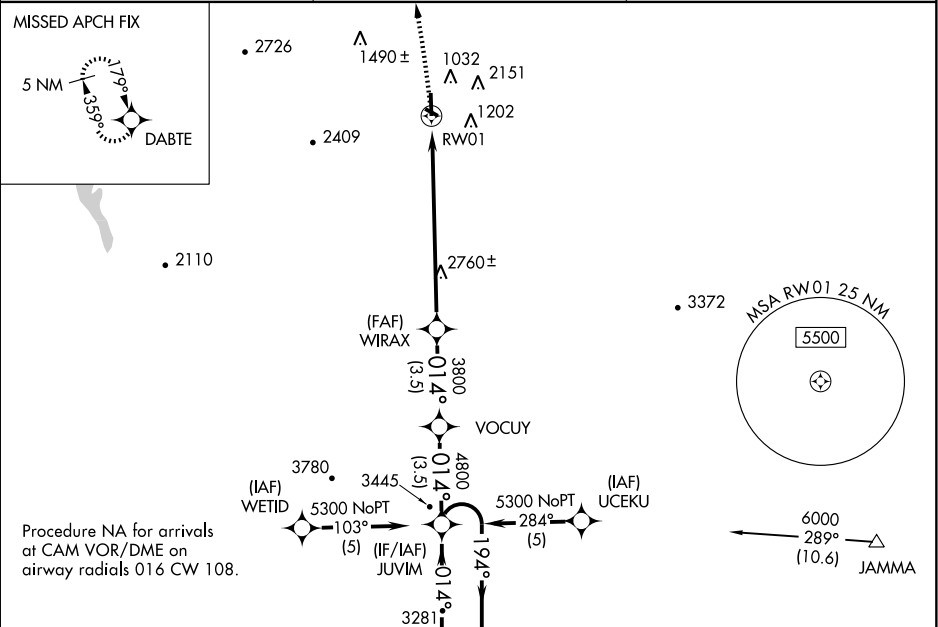 MISSED APCH FIX
5 NM
179°
359°
DABTE
2726
1490 ±
1032
2151
1202
RW01
2409
2110
2760 ±
3372
(FAF)
WIRAX
3800
014°
(3.5)
VOCUY
4800
014°
(3.5)
MSA RW01 25 NM
5500
3780
3445
(IAF)
WETID
5300 NoPT
103°
(5)
(IF/IAF)
JUVIM
5300 NoPT
284°
(5)
(IAF)
UCEKU
194°
014°
3281
6000
289°
(10.6)
JAMMA
Procedure NA for arrivals
at CAM VOR/DME on
airway radials 016 CW 108.